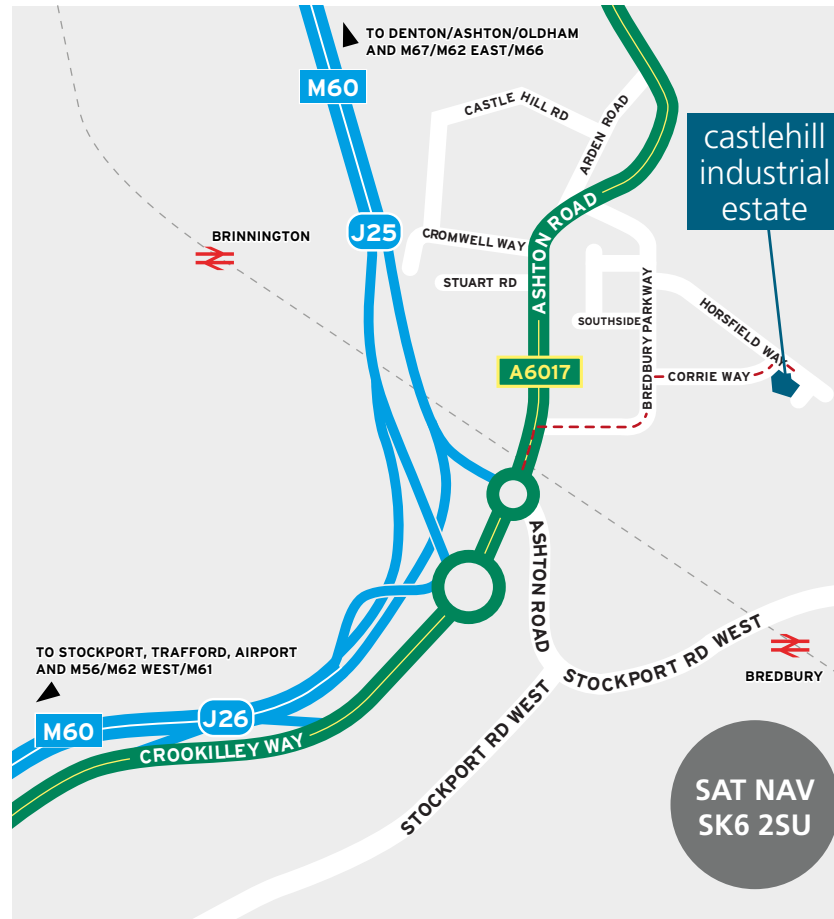 TO DENTON/ASHTON/OLDHAM
AND M67/M62 EAST/M66
M60
CASTLE HILL RD
ARDEN ROAD
castlehill
industrial
estate
J25
BRINNINGTON
CROMWELL WAY
ASHTON ROAD
STUART RD
SOUTHSIDE
BREDBURY PARKWAY
HORSFIELD WAY
A6017
CORRIE WAY
ASHTON ROAD
TO STOCKPORT, TRAFFORD, AIRPORT
AND M56/M62 WEST/M61
STOCKPORT RD WEST
BREDBURY
M60
J26
CROOKILLEY WAY
STOCKPORT RD WEST
SAT NAV
SK6 2SU